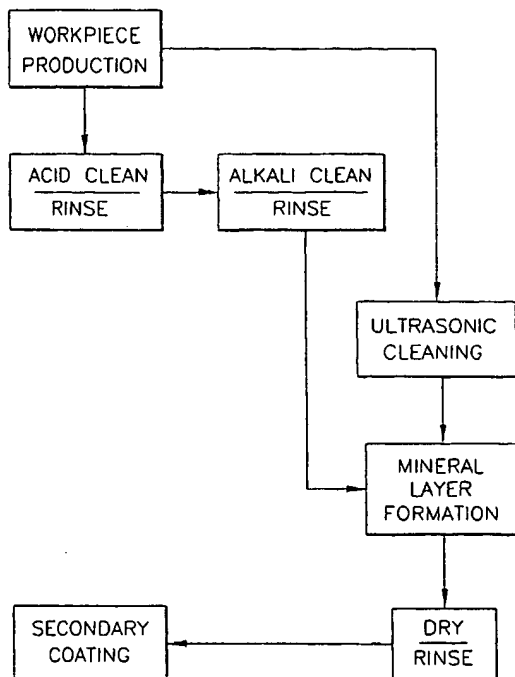 WORKPIECE
PRODUCTION
ACID CLEAN
RINSE
ALKALI CLEAN
RINSE
ULTRASONIC
CLEANING
MINERAL
LAYER
FORMATION
DRY
RINSE
SECONDARY
COATING